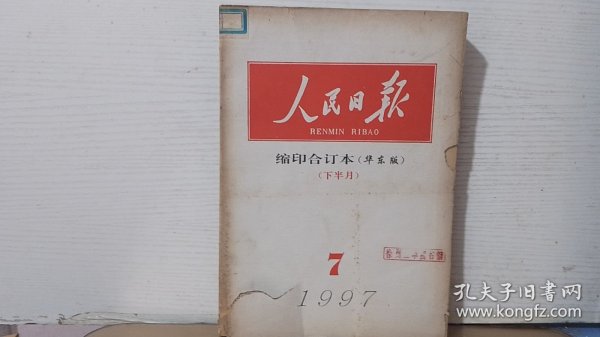 人民日报
RENMIN RIBAO
缩印合订本(华东版)
(下半月)
7
1997
孔夫子旧书网
www.kongfz.com